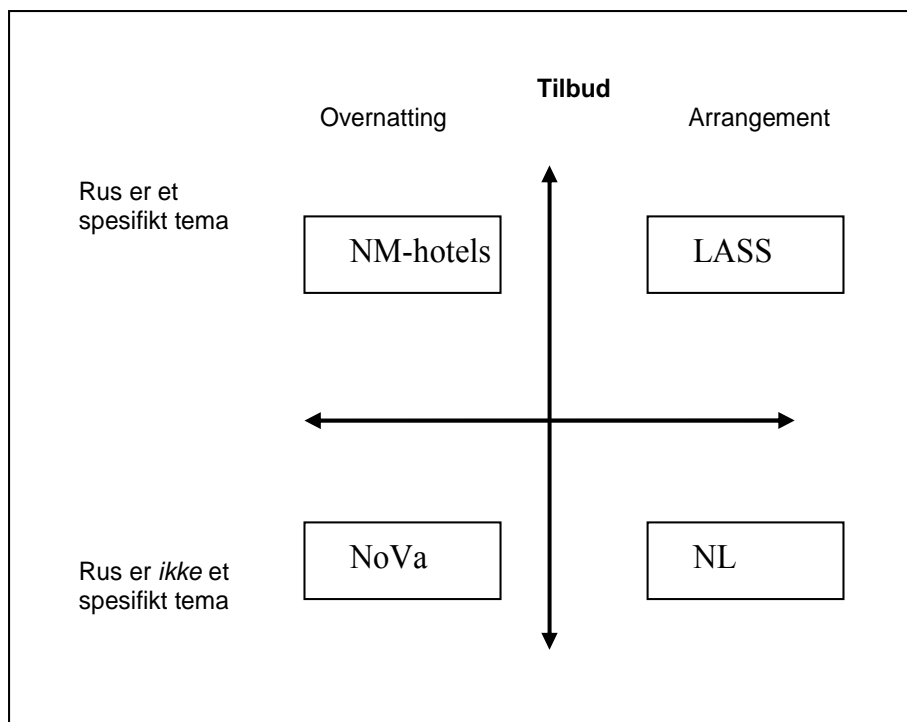 Tilbud
Overnatting
Arrangement
Rus er et
spesifikt tema
NM-hotels
LASS
Rus er ikke et
spesifikt tema
NoVa
NL